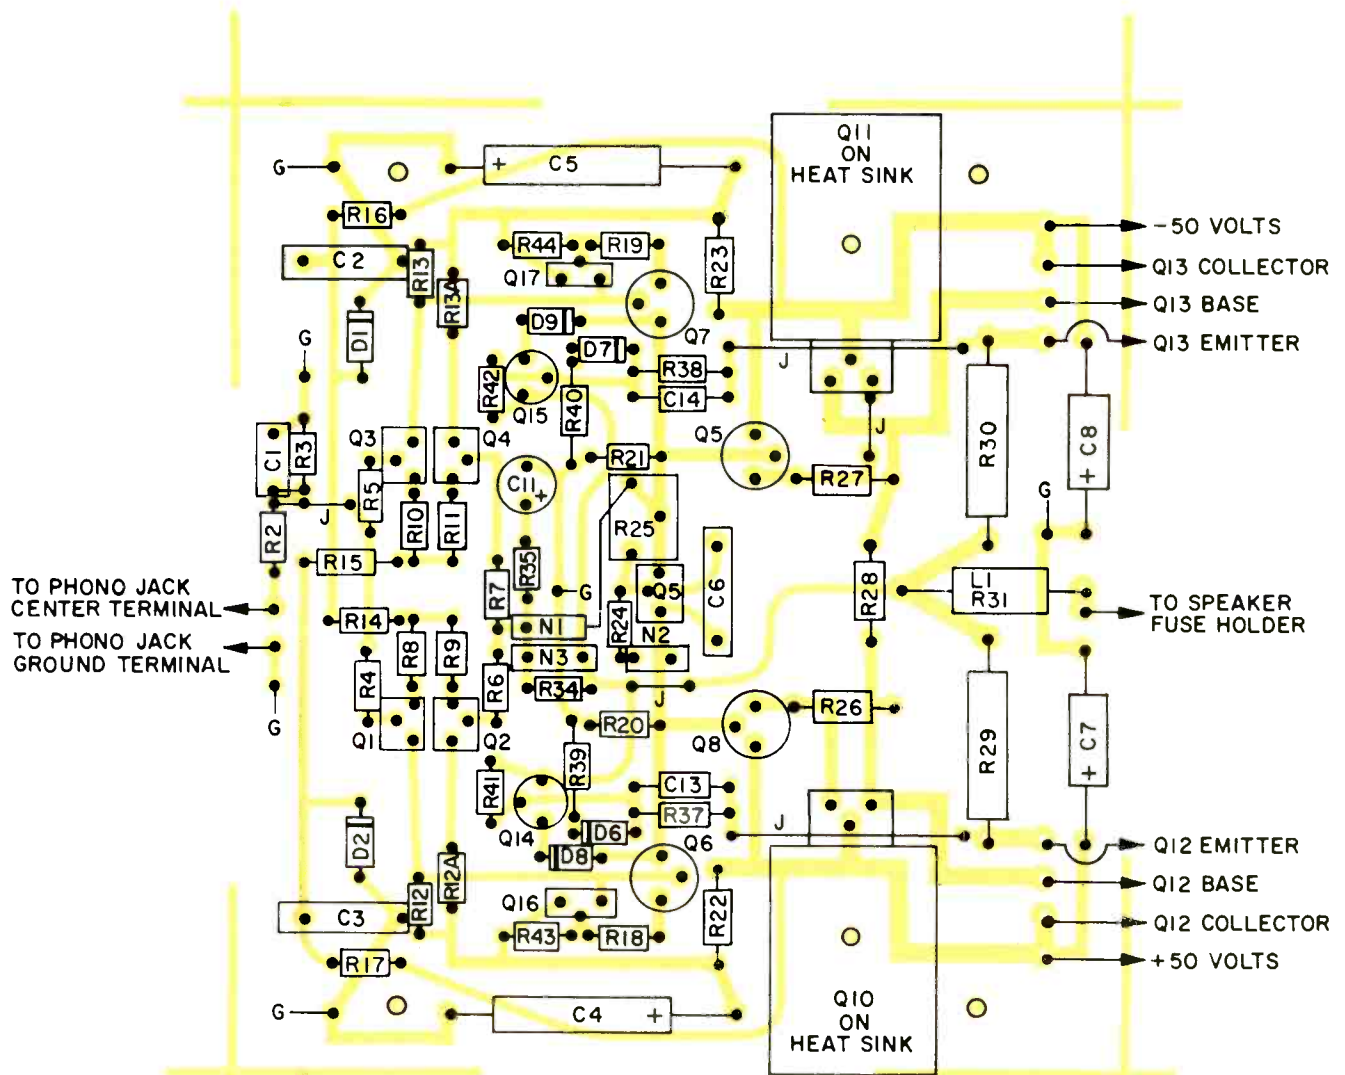 Q11
ON
HEAT SINK
G
+ C5
R16
R44
R19
R23
-50 VOLTS
C2
R13
Q17
Q13 COLLECTOR
R13A
D9
Q7
Q13 BASE
D1
G
D7
J
Q13 EMITTER
R42
R38
Q15
R40
C14
C1
R3
Q3
Q4
Q5
J
R30
C8
+
R5
C11
+
R21
R27
G
J
R10
R11
R25
R2
R15
R35
R7
G
Q5
C6
R28
L1
R31
TO PHONO JACK
CENTER TERMINAL
R24
TO SPEAKER
FUSE HOLDER
R14
N1
TO PHONO JACK
GROUND TERMINAL
R8
R9
N3
N2
R4
R6
R34
J
G
Q1
Q2
R20
Q8
R26
R29
C7
+
R41
R39
C13
R37
J
Q14
D6
Q6
D2
D8
Q12 EMITTER
R12A
Q12 BASE
R12
Q16
R22
C3
R43
R18
Q12 COLLECTOR
R17
+50 VOLTS
G
C4 +
Q10
ON
HEAT SINK